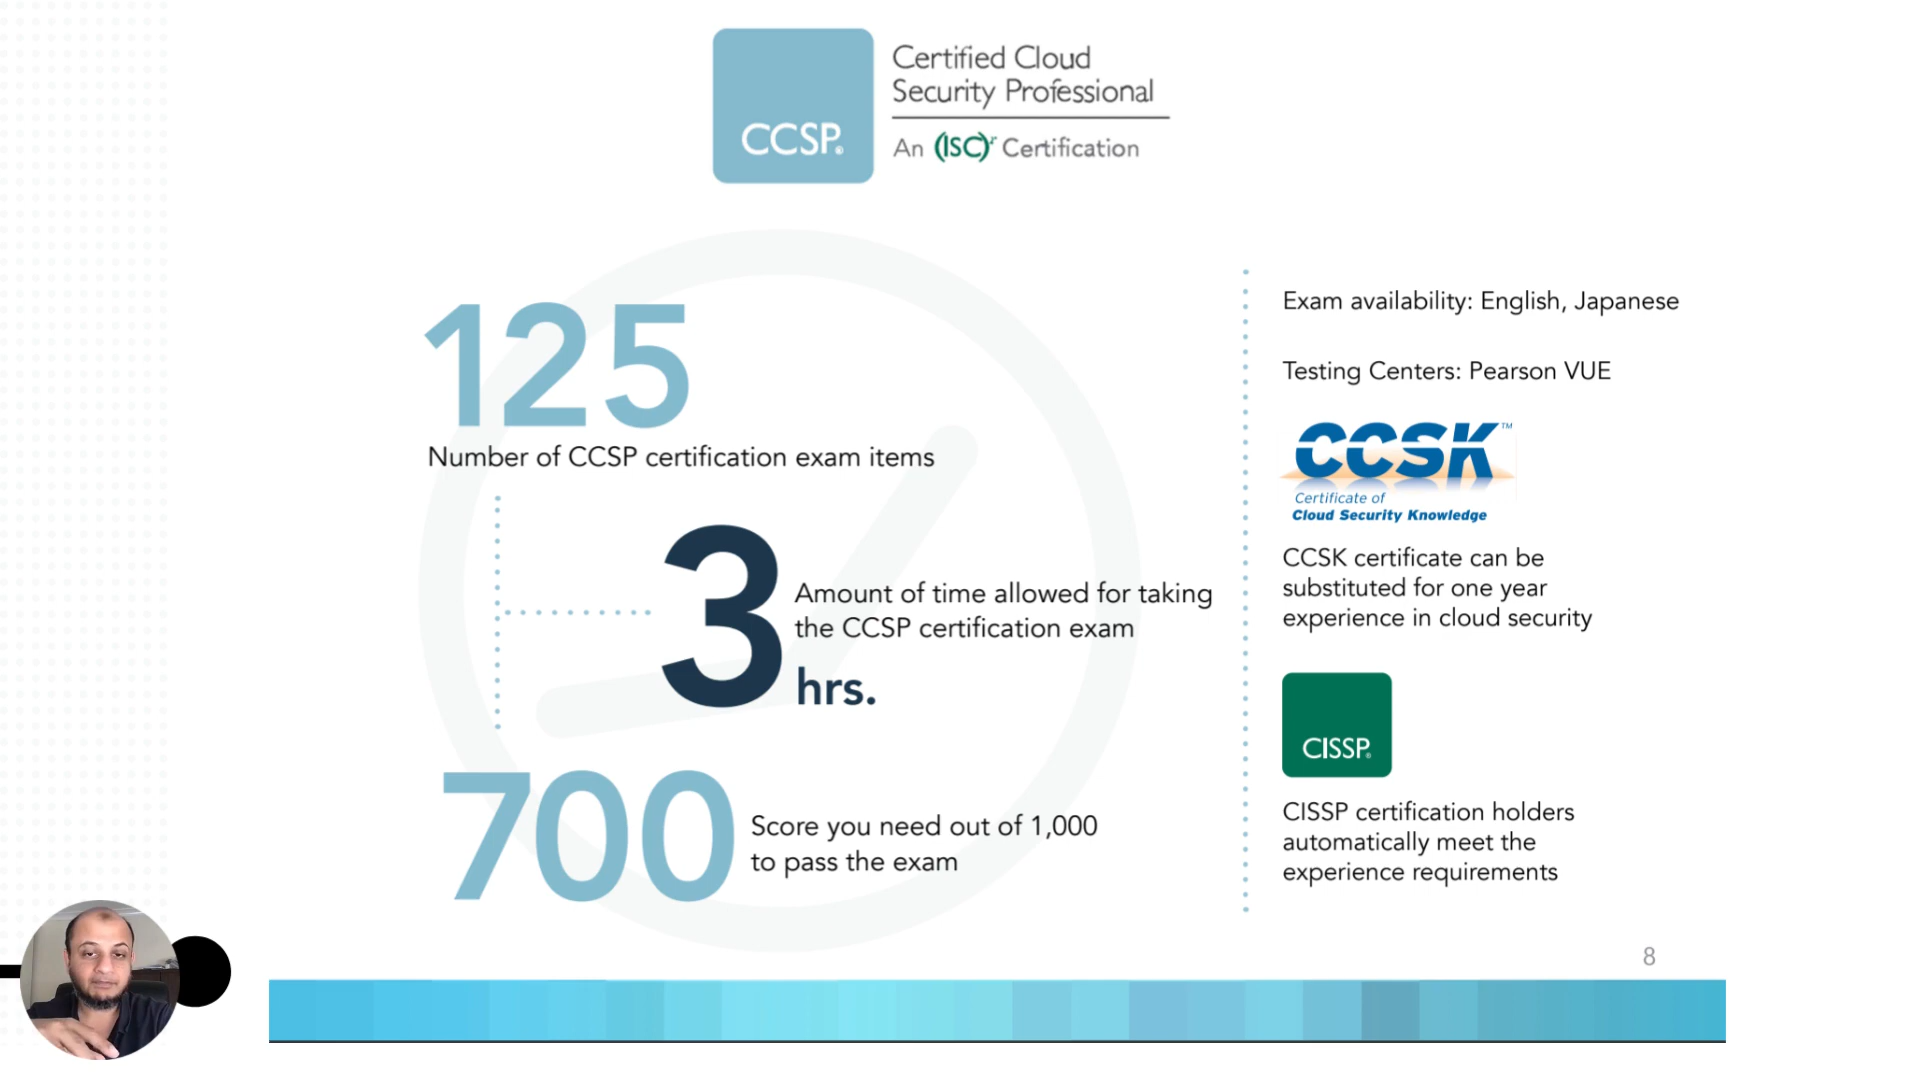 CCSP®
Certified Cloud
Security Professional
An (ISC)² Certification
125
Number of CCSP certification exam items
3
Amount of time allowed for taking
the CCSP certification exam
hrs.
700
Score you need out of 1,000
to pass the exam
Exam availability: English, Japanese
Testing Centers: Pearson VUE
CCSK™
Certificate of
Cloud Security Knowledge
CCSK certificate can be
substituted for one year
experience in cloud security
CISSP®
CISSP certification holders
automatically meet the
experience requirements
8